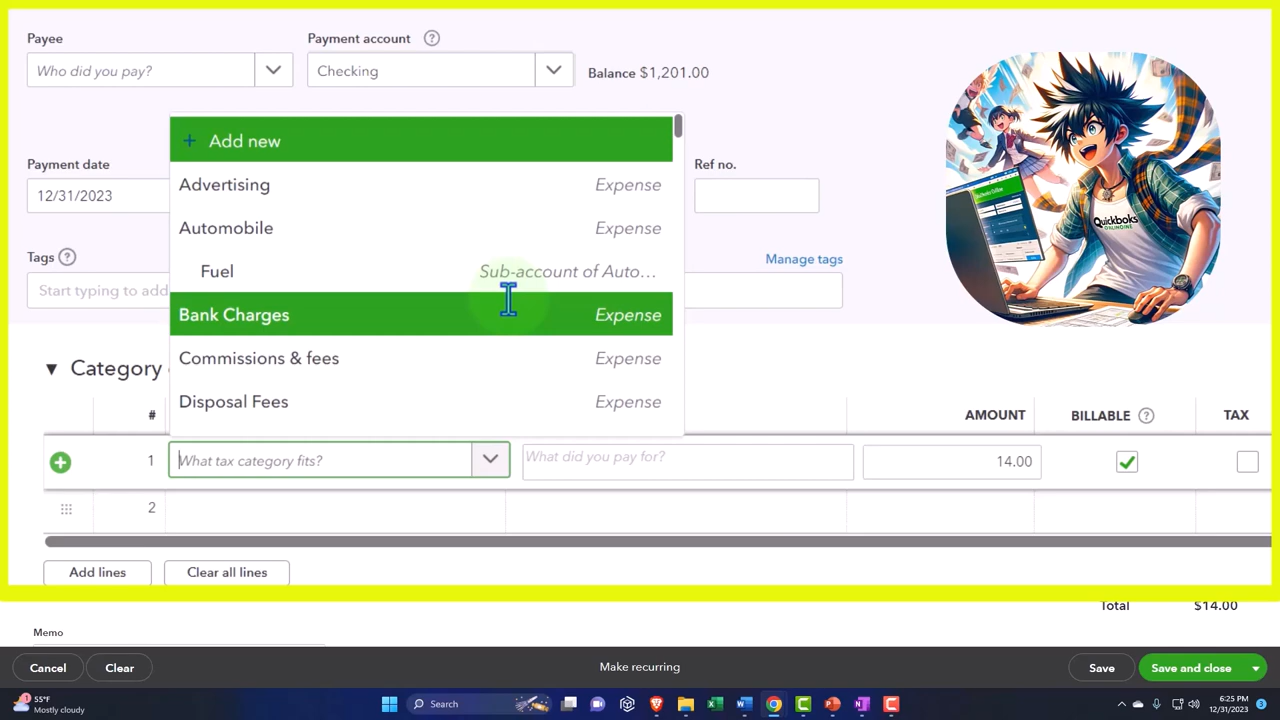 Payee
Payment account ?
Who did you pay?
Checking
Balance $1,201.00
+ Add new
Payment date
Ref no.
Advertising Expense
12/31/2023
Automobile Expense
Tags ?
Manage tags
Fuel Sub-account of Auto…
Start typing to add
Bank Charges Expense
Commissions & fees Expense
Category
Disposal Fees Expense
# AMOUNT BILLABLE ? TAX
1 What tax category fits? What did you pay for? 14.00
2
Add lines Clear all lines
Total $14.00
Memo
Cancel Clear Make recurring Save Save and close
1
55°F
Mostly cloudy
Search
6:25 PM
12/31/2023
3
Quickboks